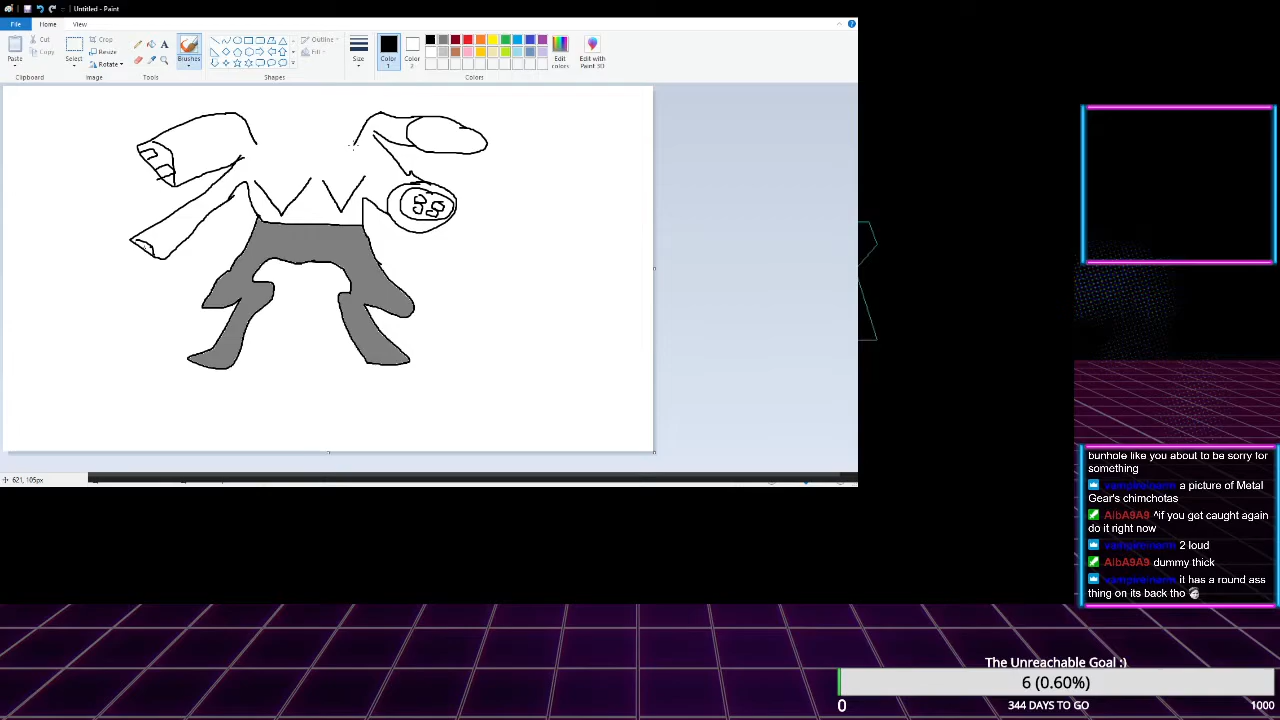 Untitled - Paint
File Home View
Paste
Cut
Copy
Clipboard
Select
Crop
Resize
Rotate
Image
A
Tools
Brushes
Shapes
Outline
Fill
Size
Color
1
Color
2
Edit
colors
Edit with
Paint 3D
Colors
621, 105px
bunhole like you about to be sorry for
something
a picture of Metal
Gear's chimchotas
AlbA9A9 ^if you get caught again
do it right now
2 loud
AlbA9A9 dummy thick
it has a round ass
thing on its back tho
The Unreachable Goal :)
6 (0.60%)
0
344 DAYS TO GO
1000